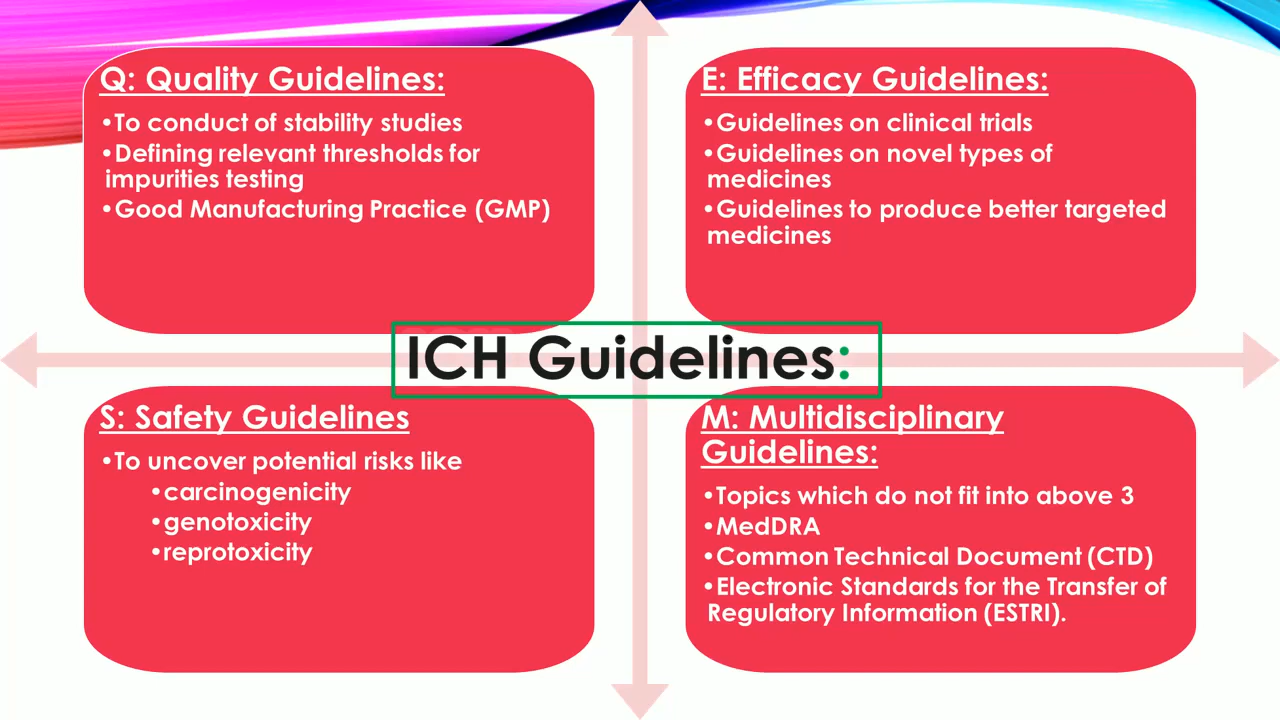 Q: Quality Guidelines:
•To conduct of stability studies
•Defining relevant thresholds for
impurities testing
•Good Manufacturing Practice (GMP)
E: Efficacy Guidelines:
•Guidelines on clinical trials
•Guidelines on novel types of
medicines
•Guidelines to produce better targeted
medicines
ICH Guidelines:
S: Safety Guidelines
•To uncover potential risks like
•carcinogenicity
•genotoxicity
•reprotoxicity
M: Multidisciplinary
Guidelines:
•Topics which do not fit into above 3
•MedDRA
•Common Technical Document (CTD)
•Electronic Standards for the Transfer of
Regulatory Information (ESTRI).